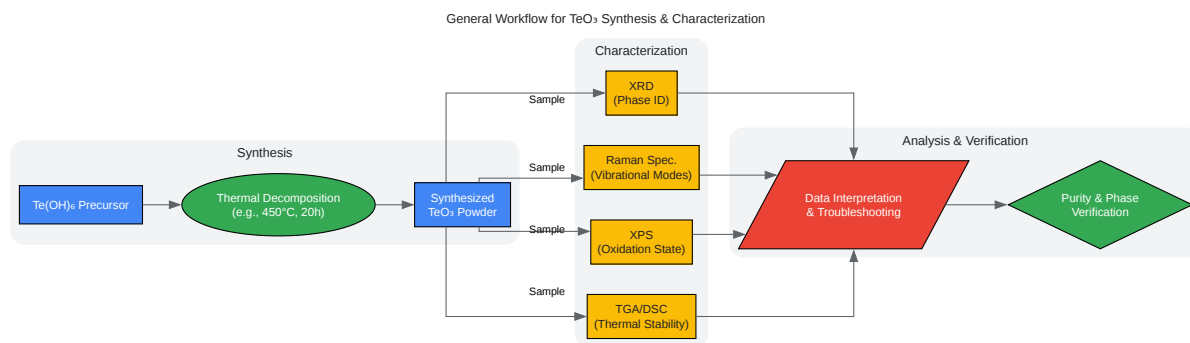 General Workflow for TeO₃ Synthesis & Characterization
Synthesis
Te(OH)₆ Precursor
Thermal Decomposition
(e.g., 450°C, 20h)
Synthesized
TeO₃ Powder
Sample
Sample
Sample
Sample
Characterization
XRD
(Phase ID)
Raman Spec.
(Vibrational Modes)
XPS
(Oxidation State)
TGA/DSC
(Thermal Stability)
Analysis & Verification
Data Interpretation
& Troubleshooting
Purity & Phase
Verification